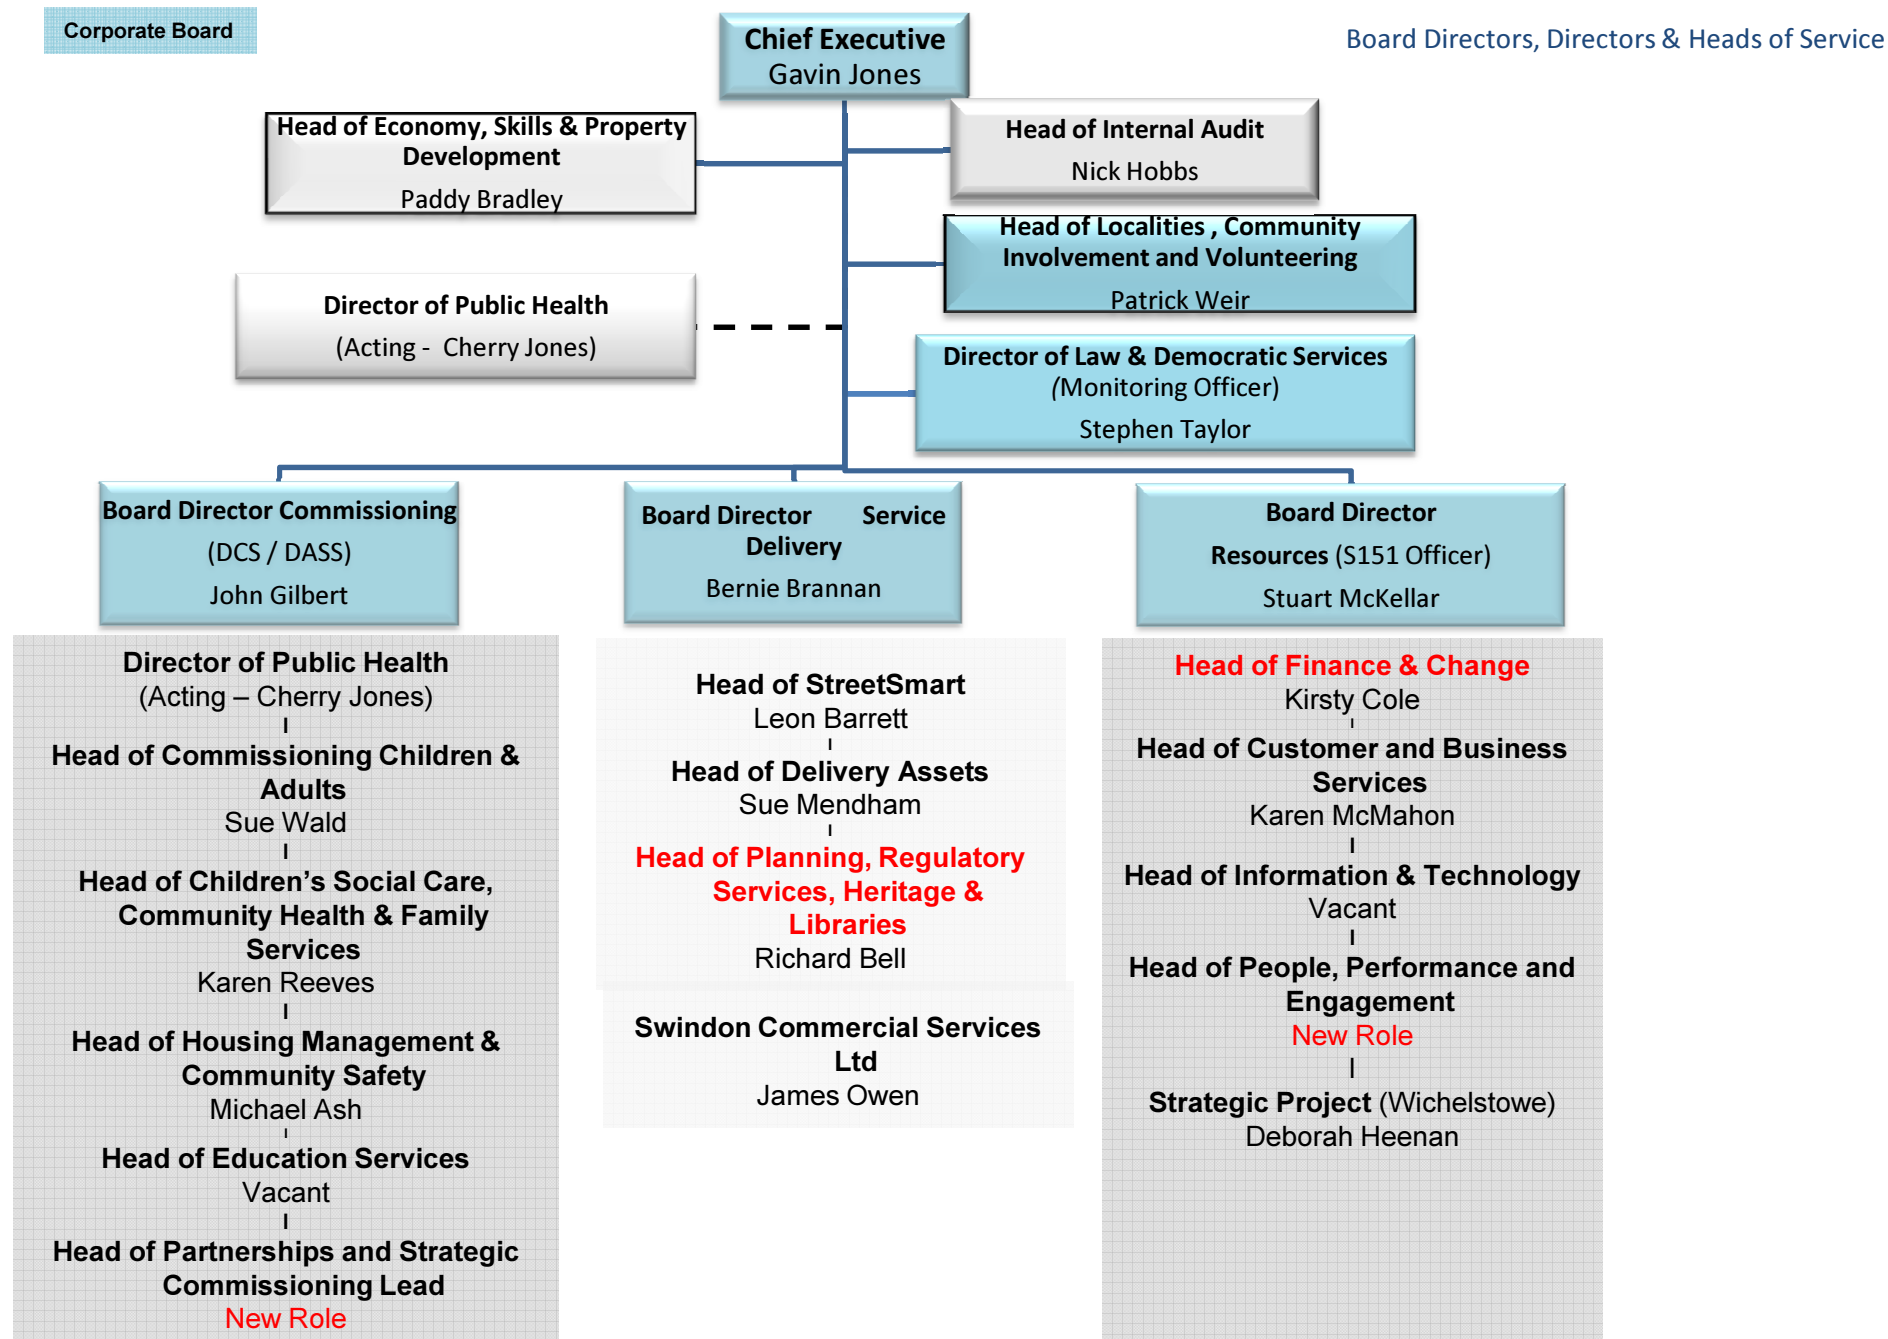 Corporate Board
Board Directors, Directors & Heads of Service
Chief Executive
Gavin Jones
Head of Economy, Skills & Property
Development
Paddy Bradley
Head of Internal Audit
Nick Hobbs
Head of Localities , Community
Involvement and Volunteering
Patrick Weir
Director of Public Health
(Acting - Cherry Jones)
Director of Law & Democratic Services
(Monitoring Officer)
Stephen Taylor
Board Director Commissioning
(DCS / DASS)
John Gilbert
Board Director Service
Delivery
Bernie Brannan
Board Director
Resources (S151 Officer)
Stuart McKellar
Director of Public Health
(Acting – Cherry Jones)
Head of Commissioning Children &
Adults
Sue Wald
Head of Children’s Social Care,
Community Health & Family
Services
Karen Reeves
Head of Housing Management &
Community Safety
Michael Ash
Head of Education Services
Vacant
Head of Partnerships and Strategic
Commissioning Lead
New Role
Head of StreetSmart
Leon Barrett
Head of Delivery Assets
Sue Mendham
Head of Planning, Regulatory
Services, Heritage &
Libraries
Richard Bell
Swindon Commercial Services
Ltd
James Owen
Head of Finance & Change
Kirsty Cole
Head of Customer and Business
Services
Karen McMahon
Head of Information & Technology
Vacant
Head of People, Performance and
Engagement
New Role
Strategic Project (Wichelstowe)
Deborah Heenan